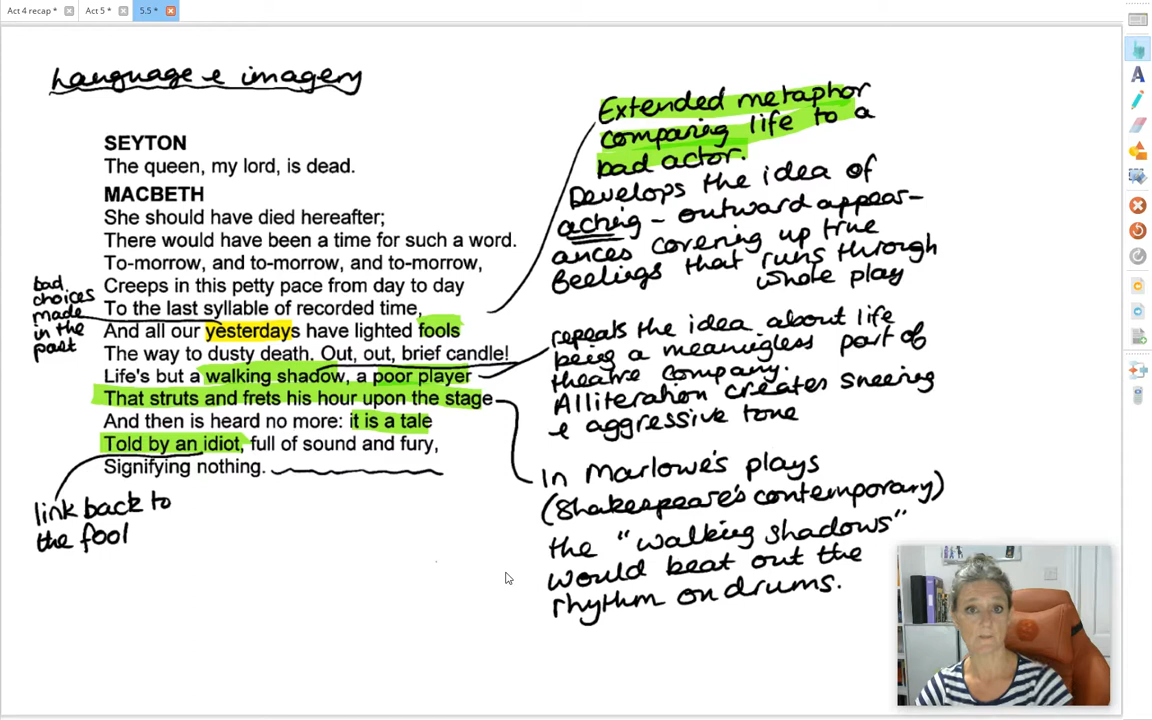 Act 4 recap *
Act 5 *
5.5 *
Language & imagery
SEYTON
The queen, my lord, is dead.
MACBETH
She should have died hereafter;
There would have been a time for such a word.
To-morrow, and to-morrow, and to-morrow,
Creeps in this petty pace from day to day
To the last syllable of recorded time,
And all our yesterdays have lighted fools
The way to dusty death. Out, out, brief candle!
Life's but a walking shadow, a poor player
That struts and frets his hour upon the stage
And then is heard no more: it is a tale
Told by an idiot, full of sound and fury,
Signifying nothing.
bad
choices
made
in the
past
link back to
the fool
Extended metaphor
comparing life to a
bad actor.
Develops the idea of
aching - outward appear-
ances covering up true
feelings that runs through
whole play
repeats the idea about life
being a meaningless part of
theatre company.
Alliteration creates sneering
& aggressive tone
In Marlowe's plays
(Shakespeare's contemporary)
the "walking shadows"
would beat out the
rhythm on drums.